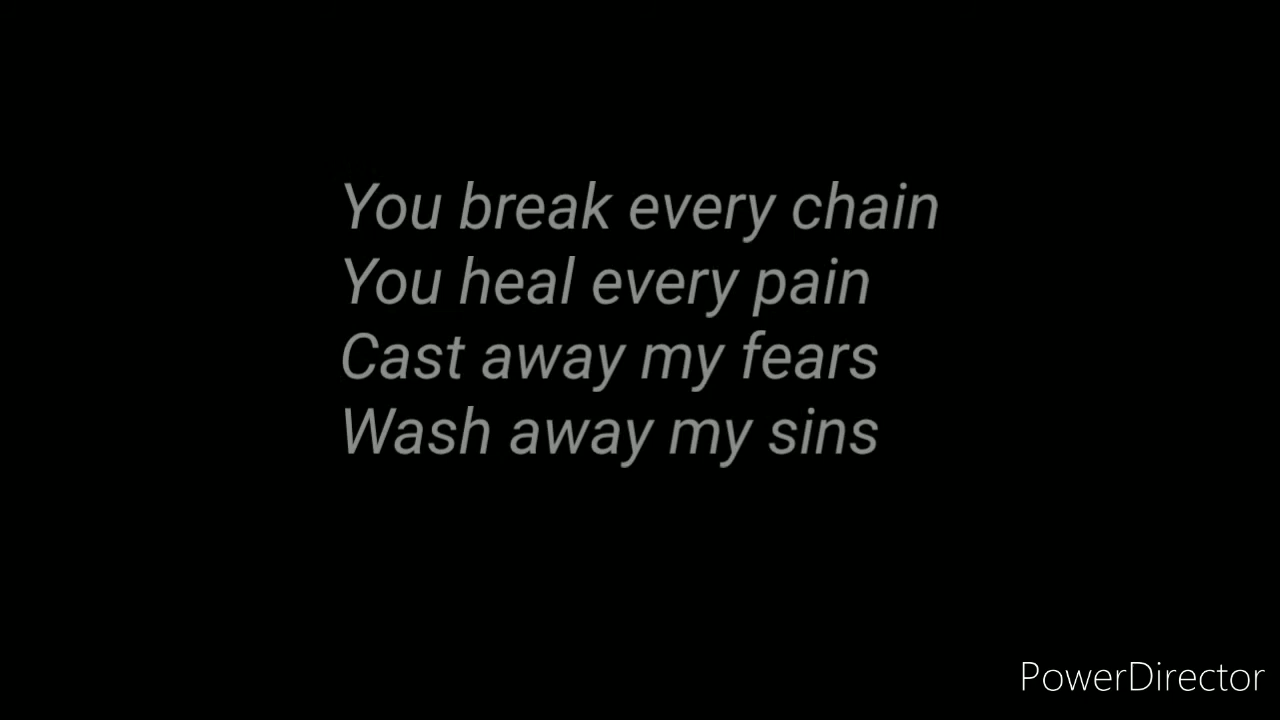 You break every chain
You heal every pain
Cast away my fears
Wash away my sins
PowerDirector